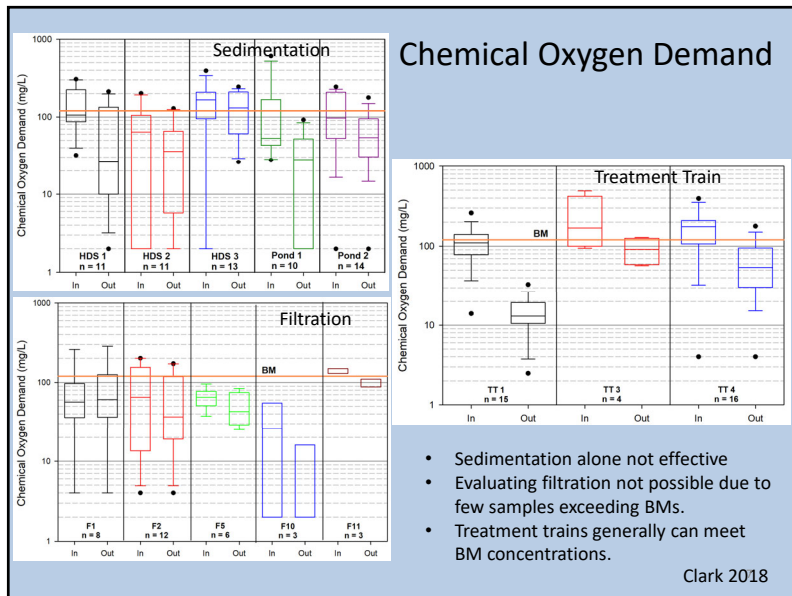 Chemical Oxygen Demand
Sedimentation
Chemical Oxygen Demand (mg/L)
1000
100
10
1
HDS 1 HDS 2 HDS 3 Pond 1 Pond 2
n = 11 n = 11 n = 13 n = 10 n = 14
In Out In Out In Out In Out In Out
Filtration
Chemical Oxygen Demand (mg/L)
1000
BM
100
10
1
F1 F2 F5 F10 F11
n = 8 n = 12 n = 6 n = 3 n = 3
In Out In Out In Out In Out In Out
Treatment Train
Chemical Oxygen Demand (mg/L)
1000
BM
100
10
1
TT 1 TT 3 TT 4
n = 15 n = 4 n = 16
In Out In Out In Out
• Sedimentation alone not effective
• Evaluating filtration not possible due to
few samples exceeding BMs.
• Treatment trains generally can meet
BM concentrations.
Clark 2018